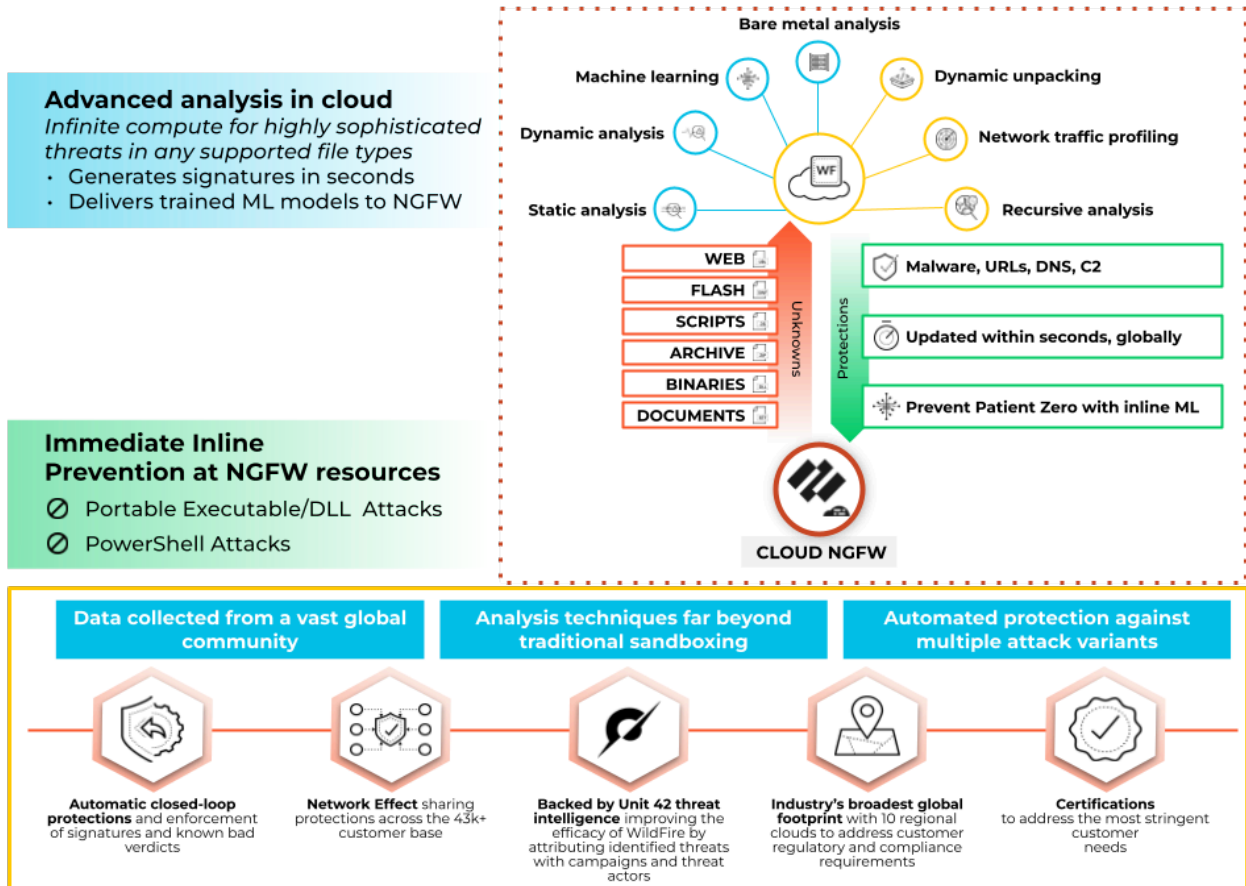 Advanced analysis in cloud
Infinite compute for highly sophisticated
threats in any supported file types
• Generates signatures in seconds
• Delivers trained ML models to NGFW
Immediate Inline
Prevention at NGFW resources
Portable Executable/DLL Attacks
PowerShell Attacks
Bare metal analysis
Machine learning
Dynamic unpacking
Dynamic analysis
Network traffic profiling
Static analysis
Recursive analysis
WF
WEB
FLASH
SCRIPTS
ARCHIVE
BINARIES
DOCUMENTS
Unknowns
Protections
Malware, URLs, DNS, C2
Updated within seconds, globally
Prevent Patient Zero with inline ML
CLOUD NGFW
Data collected from a vast global
community
Analysis techniques far beyond
traditional sandboxing
Automated protection against
multiple attack variants
Automatic closed-loop
protections and enforcement
of signatures and known bad
verdicts
Network Effect sharing
protections across the 43k+
customer base
Backed by Unit 42 threat
intelligence improving the
efficacy of WildFire by
attributing identified threats
with campaigns and threat
actors
Industry's broadest global
footprint with 10 regional
clouds to address customer
regulatory and compliance
requirements
Certifications
to address the most stringent
customer
needs